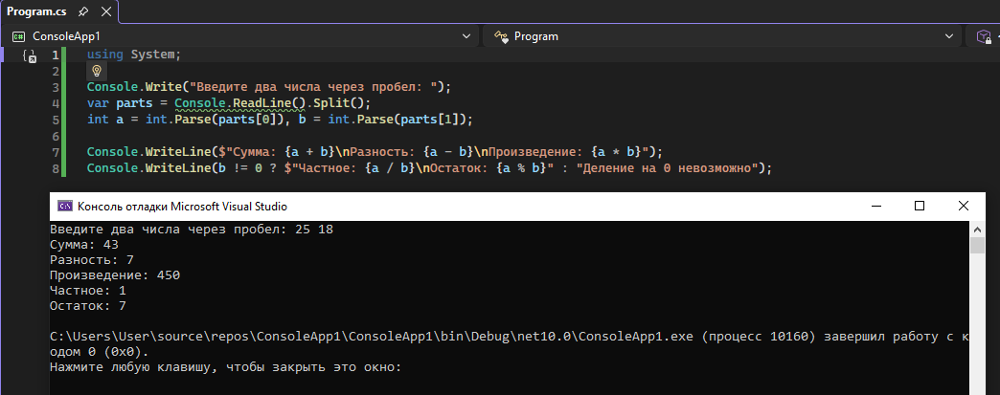 Program.cs
C# ConsoleApp1 Program
1 using System;
2
3 Console.Write("Введите два числа через пробел: ");
4 var parts = Console.ReadLine().Split();
5 int a = int.Parse(parts[0]), b = int.Parse(parts[1]);
6
7 Console.WriteLine($"Сумма: {a + b}\nРазность: {a - b}\nПроизведение: {a * b}");
8 Console.WriteLine(b != 0 ? $"Частное: {a / b}\nОстаток: {a % b}" : "Деление на 0 невозможно");
Консоль отладки Microsoft Visual Studio
Введите два числа через пробел: 25 18
Сумма: 43
Разность: 7
Произведение: 450
Частное: 1
Остаток: 7
C:\Users\User\source\repos\ConsoleApp1\ConsoleApp1\bin\Debug\net10.0\ConsoleApp1.exe (процесс 10160) завершил работу с к
одом 0 (0x0).
Нажмите любую клавишу, чтобы закрыть это окно: